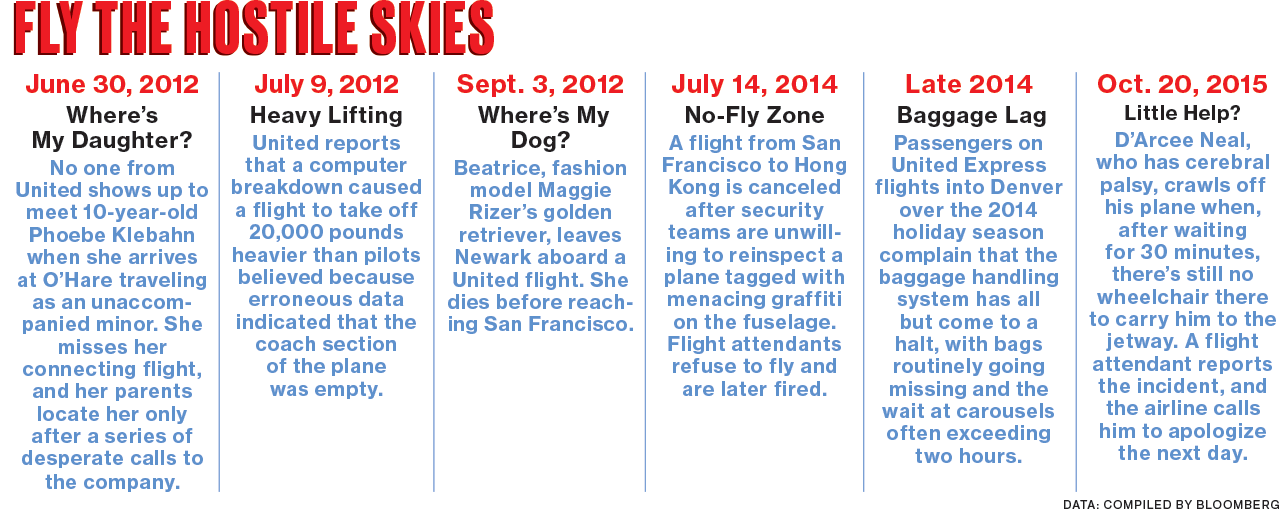 FLY THE HOSTILE SKIES
June 30, 2012
Where's
My Daughter?
No one from
United shows up to
meet 10-year-old
Phoebe Klebahn
when she arrives
at O'Hare traveling
as an unaccom-
panied minor. She
misses her
connecting flight,
and her parents
locate her only
after a series of
desperate calls to
the company.
July 9, 2012
Heavy Lifting
United reports
that a computer
breakdown caused
a flight to take off
20,000 pounds
heavier than pilots
believed because
erroneous data
indicated that the
coach section
of the plane
was empty.
Sept. 3, 2012
Where's My
Dog?
Beatrice, fashion
model Maggie
Rizer's golden
retriever, leaves
Newark aboard a
United flight. She
dies before reach-
ing San Francisco.
July 14, 2014
No-Fly Zone
A flight from San
Francisco to Hong
Kong is canceled
after security
teams are unwill-
ing to reinspect a
plane tagged with
menacing graffiti
on the fuselage.
Flight attendants
refuse to fly and
are later fired.
Late 2014
Baggage Lag
Passengers on
United Express
flights into Denver
over the 2014
holiday season
complain that the
baggage handling
system has all
but come to a
halt, with bags
routinely going
missing and the
wait at carousels
often exceeding
two hours.
Oct. 20, 2015
Little Help?
D'Arcee Neal,
who has cerebral
palsy, crawls off
his plane when,
after waiting
for 30 minutes,
there's still no
wheelchair there
to carry him to the
jetway. A flight
attendant reports
the incident, and
the airline calls
him to apologize
the next day.
DATA: COMPILED BY BLOOMBERG